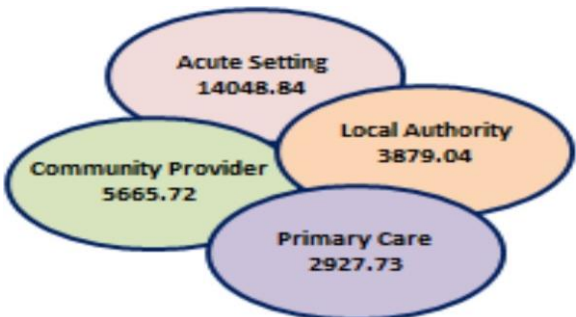 Acute Setting
14048.84
Local Authority
3879.04
Community Provider
5665.72
Primary Care
2927.73